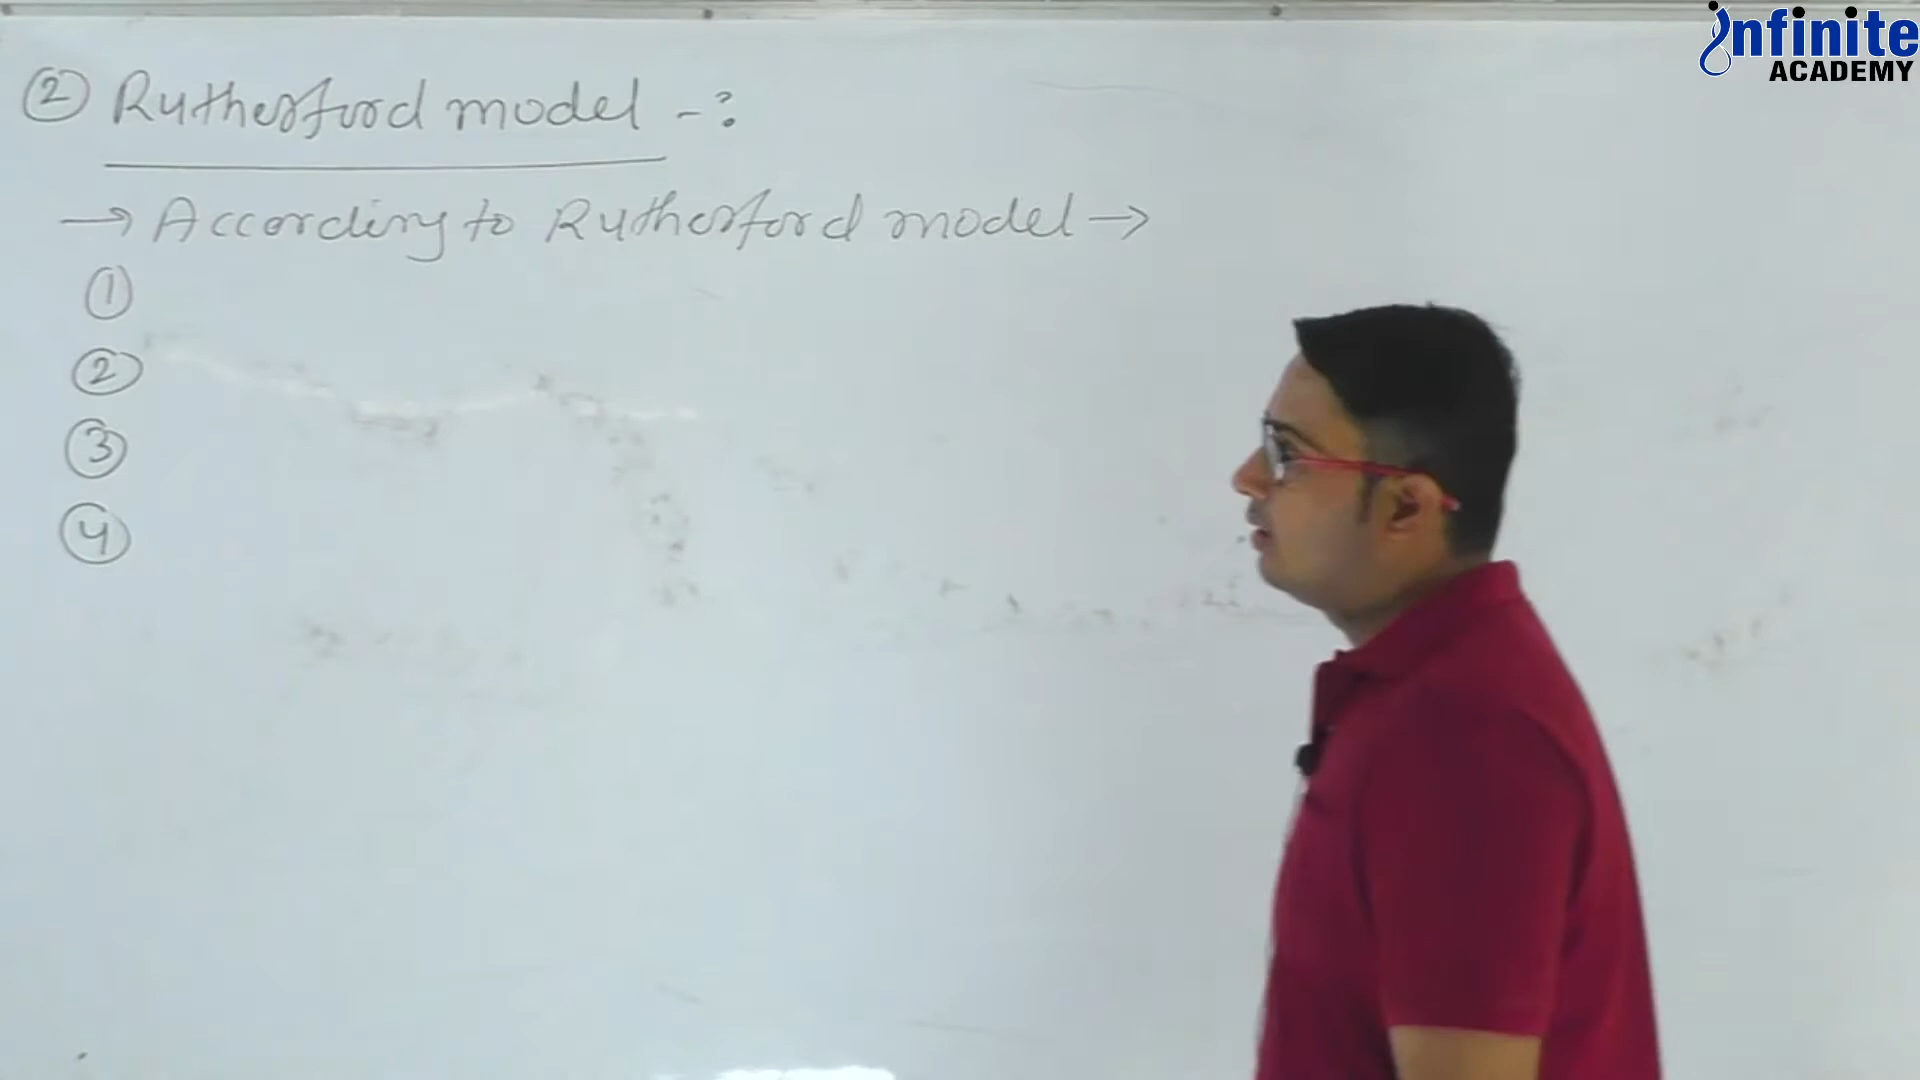 ② Rutherford model -:
→ According to Rutherford model →
①
②
③
④
infinite
ACADEMY